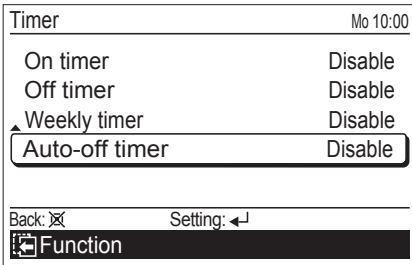 Timer Mo 10:00
On timer Disable
Off timer Disable
Weekly timer Disable
Auto-off timer Disable
Back: Setting:
Function